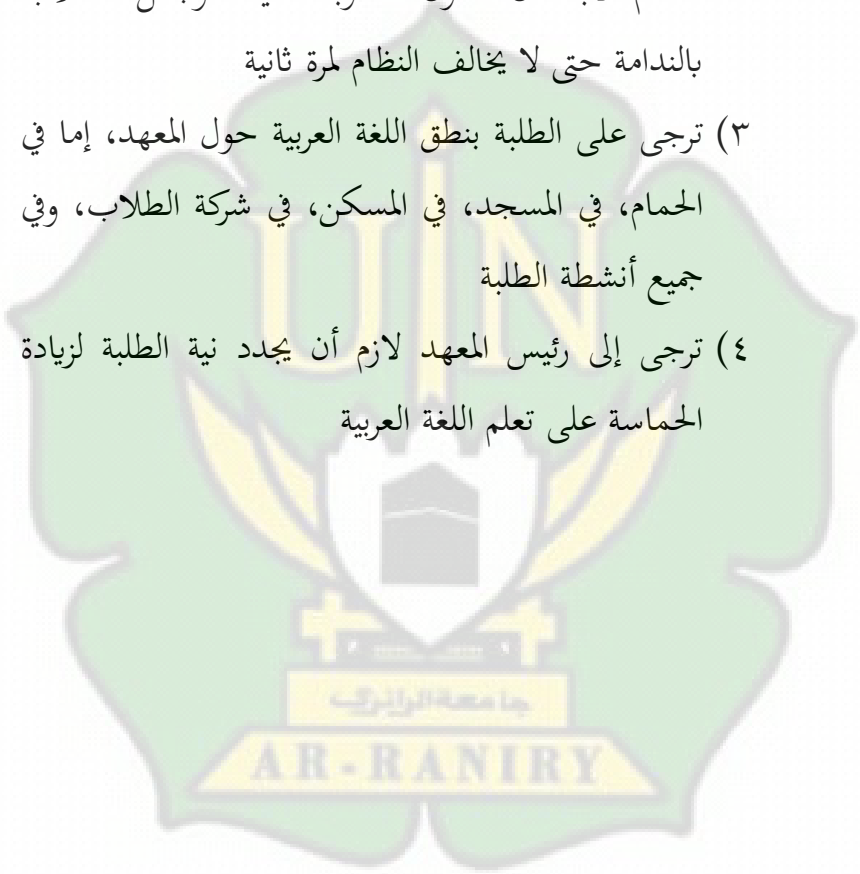 بالندامة حتى لا يخالف النظام لمرة ثانية
٣) ترجى على الطلبة بنطق اللغة العربية حول المعهد، إما في
الحمام، في المسجد، في المسكن، في شركة الطلاب، وفي
جميع أنشطة الطلبة
٤) ترجى إلى رئيس المعهد لازم أن يجدد نية الطلبة لزيادة
الحماسة على تعلم اللغة العربية
UIN
جامعة الرانري
AR-RANIRY